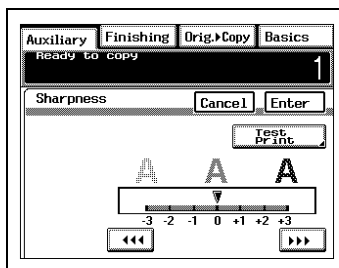 Auxiliary Finishing Orig.▸Copy Basics
Ready to copy
1
Sharpness Cancel Enter
Test
Print
A A A
-3 -2 -1 0 +1 +2 +3